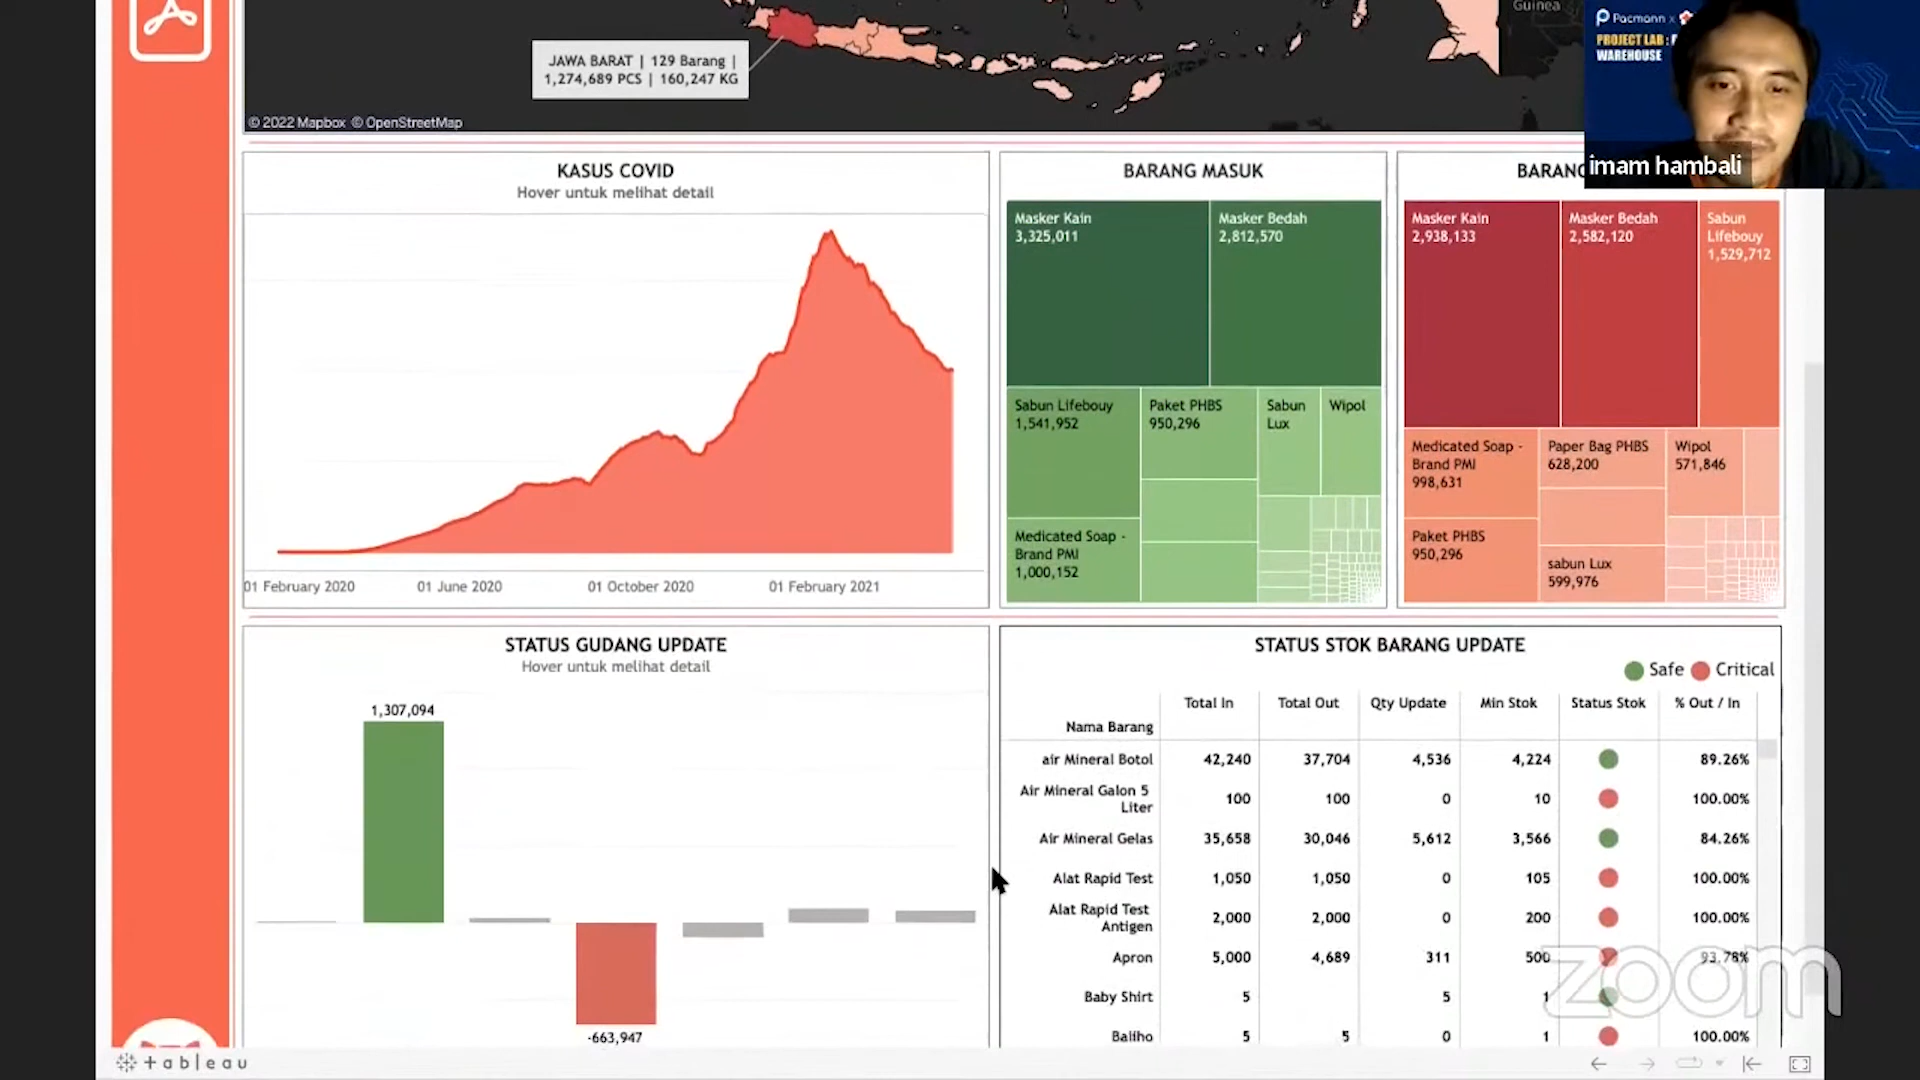 Guinea
Pacmann x
PROJECT LAB :
WAREHOUSE
imam hambali
JAWA BARAT | 129 Barang |
1,274,689 PCS | 160,247 KG
© 2022 Mapbox © OpenStreetMap
KASUS COVID
Hover untuk melihat detail
01 February 2020
01 June 2020
01 October 2020
01 February 2021
BARANG MASUK
Masker Kain
3,325,011
Masker Bedah
2,812,570
Sabun Lifebouy
1,541,952
Paket PHBS
950,296
Sabun
Lux
Wipol
Medicated Soap -
Brand PMI
1,000,152
BARANG
Masker Kain
2,938,133
Masker Bedah
2,582,120
Sabun
Lifebouy
1,529,712
Medicated Soap -
Brand PMI
998,631
Paper Bag PHBS
628,200
Wipol
571,846
Paket PHBS
950,296
sabun Lux
599,976
STATUS GUDANG UPDATE
Hover untuk melihat detail
1,307,094
-663,947
STATUS STOK BARANG UPDATE
Safe Critical
Nama Barang Total In Total Out Qty Update Min Stok Status Stok % Out / In
air Mineral Botol 42,240 37,704 4,536 4,224 89.26%
Air Mineral Galon 5
Liter 100 100 0 10 100.00%
Air Mineral Gelas 35,658 30,046 5,612 3,566 84.26%
Alat Rapid Test 1,050 1,050 0 105 100.00%
Alat Rapid Test
Antigen 2,000 2,000 0 200 100.00%
Apron 5,000 4,689 311 500 93.78%
Baby Shirt 5 5 1
Baliho 5 5 0 1 100.00%
zoom
+ableau